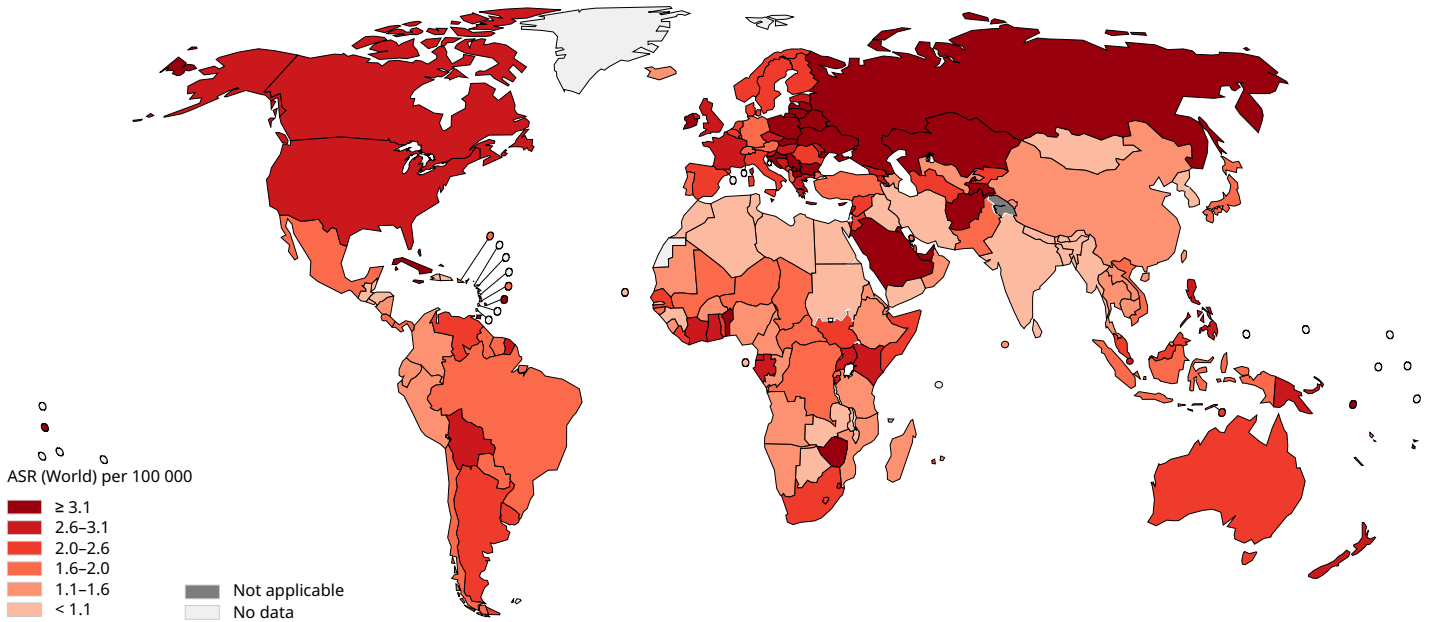 ASR (World) per 100 000
≥ 3.1
2.6–3.1
2.0–2.6
1.6–2.0
1.1–1.6
< 1.1
Not applicable
No data